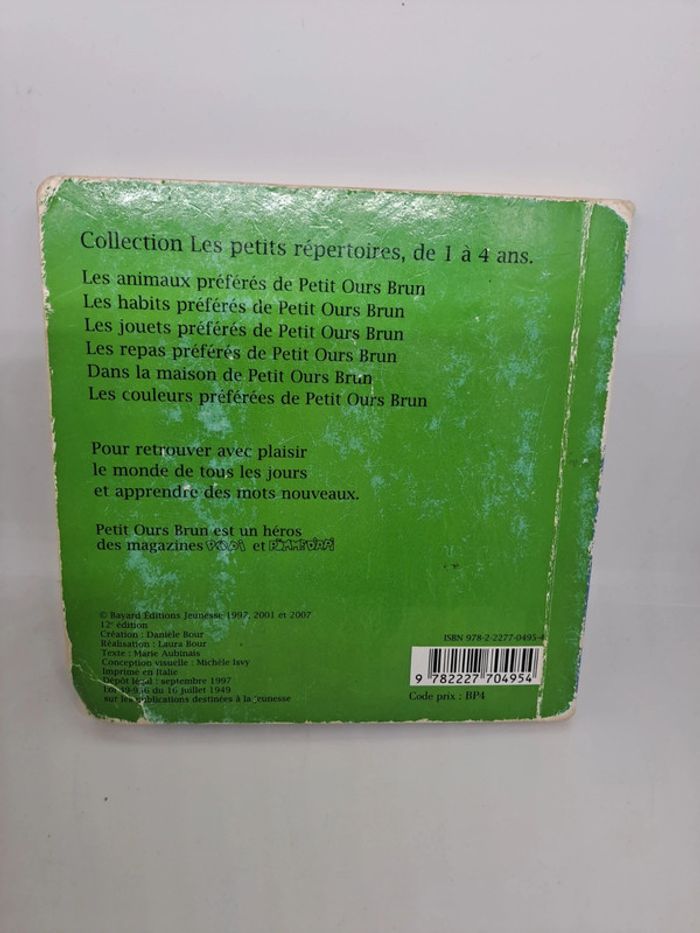 Collection Les petits répertoires, de 1 à 4 ans.
Les animaux préférés de Petit Ours Brun
Les habits préférés de Petit Ours Brun
Les jouets préférés de Petit Ours Brun
Les repas préférés de Petit Ours Brun
Dans la maison de Petit Ours Brun
Les couleurs préférées de Petit Ours Brun
Pour retrouver avec plaisir
le monde de tous les jours
et apprendre des mots nouveaux.
Petit Ours Brun est un héros
des magazines POPI et POMME D'API
© Bayard Éditions Jeunesse 1997, 2001 et 2007
12e édition
Création : Danièle Bour
Réalisation : Laura Bour
Texte : Marie Aubinais
Conception visuelle : Michèle Isvy
Imprimé en Italie
Dépôt légal : septembre 1997
Loi 49-956 du 16 juillet 1949
sur les publications destinées à la jeunesse
ISBN 978-2-2277-0495-4
9 782227 704954
Code prix : BP4